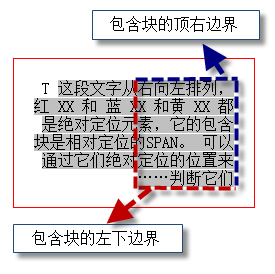 包含块的顶右边界
T 这段文字从右向左排列，
红 XX 和 蓝 XX 和黄 XX 都
是绝对定位元素，它的包含
块是相对定位的SPAN。 可以
通过它们绝对定位的位置来
……判断它们
包含块的左下边界